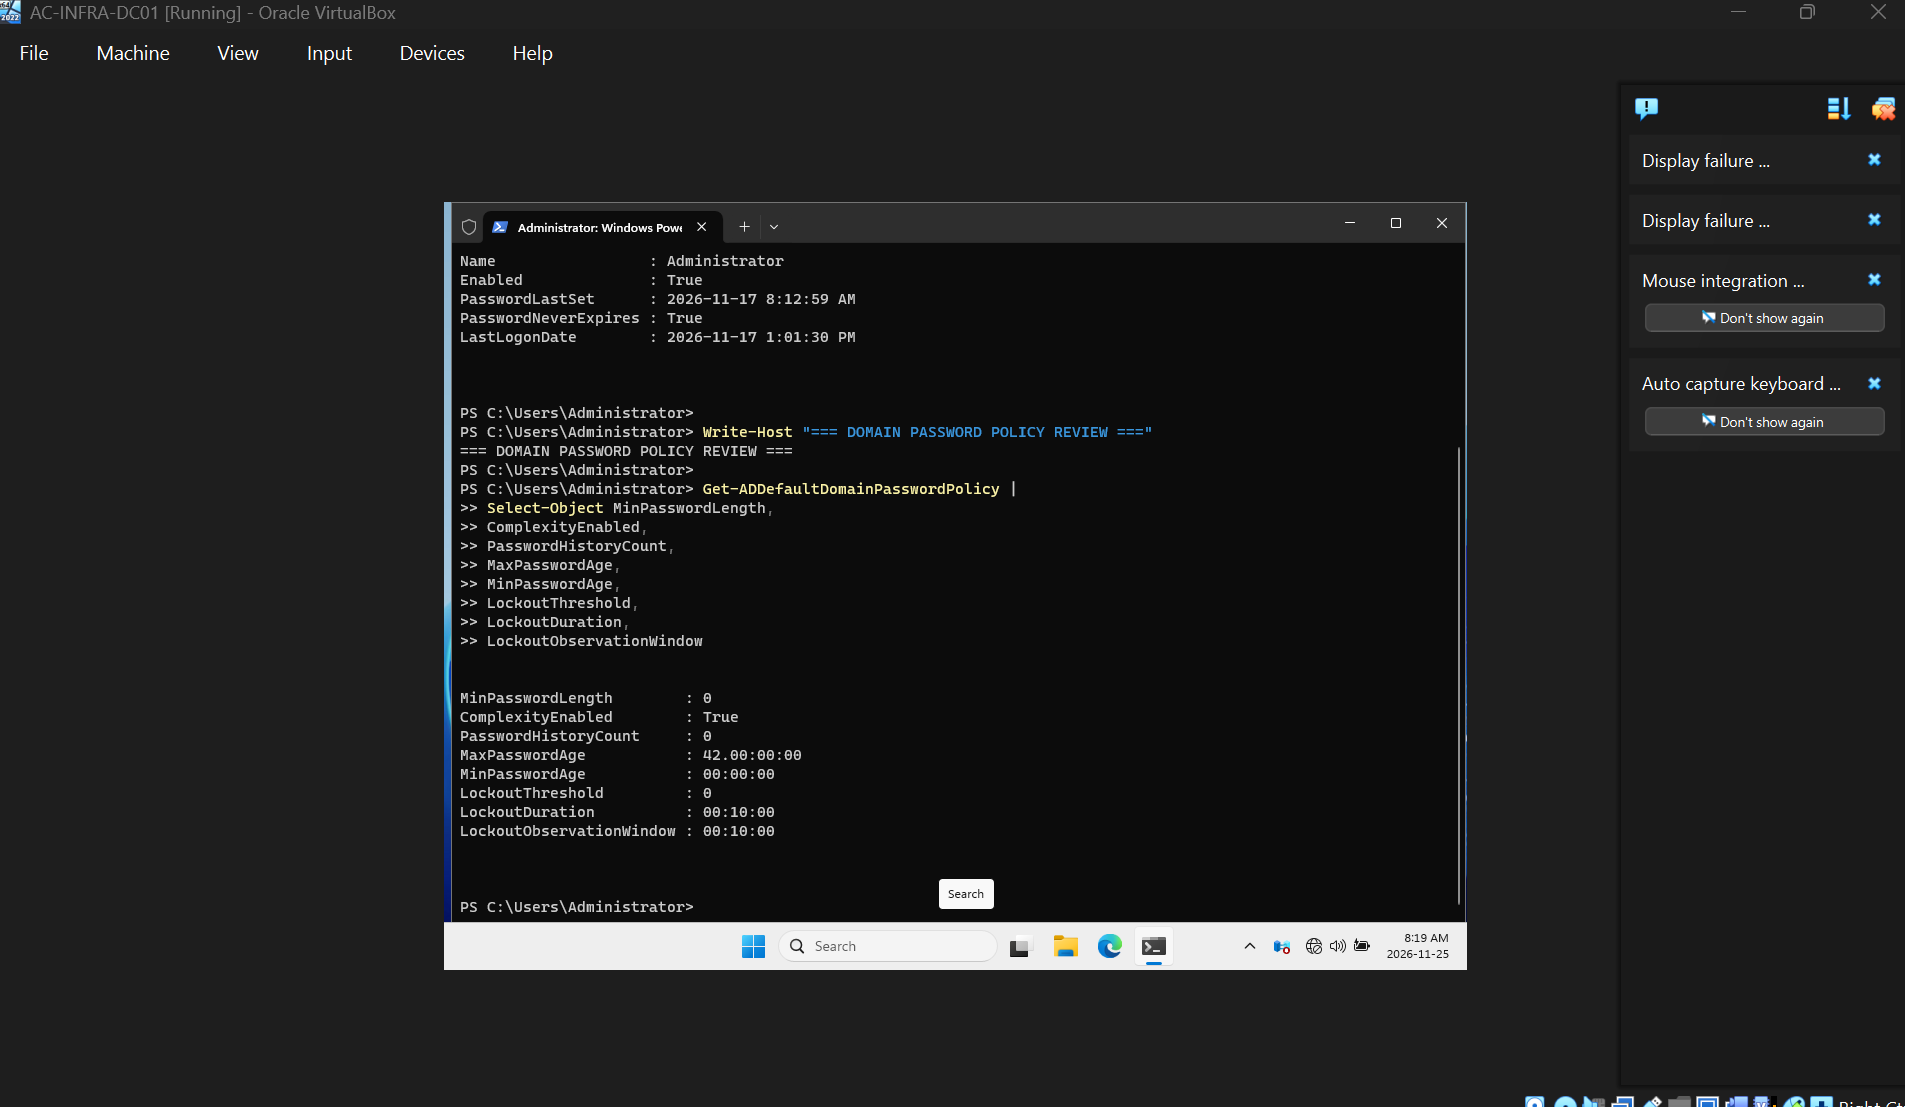 AC-INFRA-DC01 [Running] - Oracle VirtualBox
File Machine View Input Devices Help
Display failure ...
Display failure ...
Mouse integration ...
Don't show again
Auto capture keyboard ...
Don't show again
Administrator: Windows Powe
Name : Administrator
Enabled : True
PasswordLastSet : 2026-11-17 8:12:59 AM
PasswordNeverExpires : True
LastLogonDate : 2026-11-17 1:01:30 PM
PS C:\Users\Administrator>
PS C:\Users\Administrator> Write-Host "=== DOMAIN PASSWORD POLICY REVIEW ==="
=== DOMAIN PASSWORD POLICY REVIEW ===
PS C:\Users\Administrator>
PS C:\Users\Administrator> Get-ADDefaultDomainPasswordPolicy |
>> Select-Object MinPasswordLength,
>> ComplexityEnabled,
>> PasswordHistoryCount,
>> MaxPasswordAge,
>> MinPasswordAge,
>> LockoutThreshold,
>> LockoutDuration,
>> LockoutObservationWindow
MinPasswordLength : 0
ComplexityEnabled : True
PasswordHistoryCount : 0
MaxPasswordAge : 42.00:00:00
MinPasswordAge : 00:00:00
LockoutThreshold : 0
LockoutDuration : 00:10:00
LockoutObservationWindow : 00:10:00
PS C:\Users\Administrator>
Search
Search
8:19 AM
2026-11-25